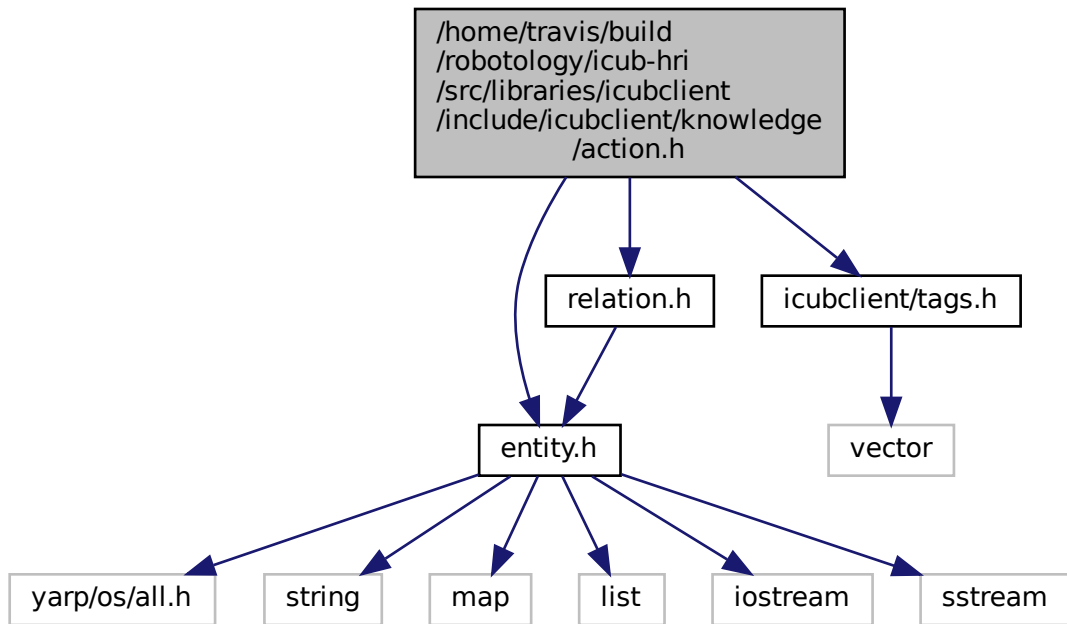 /home/travis/build
/robotology/icub-hri
/src/libraries/icubclient
/include/icubclient/knowledge
/action.h
relation.h
icubclient/tags.h
entity.h
vector
yarp/os/all.h
string
map
list
iostream
sstream